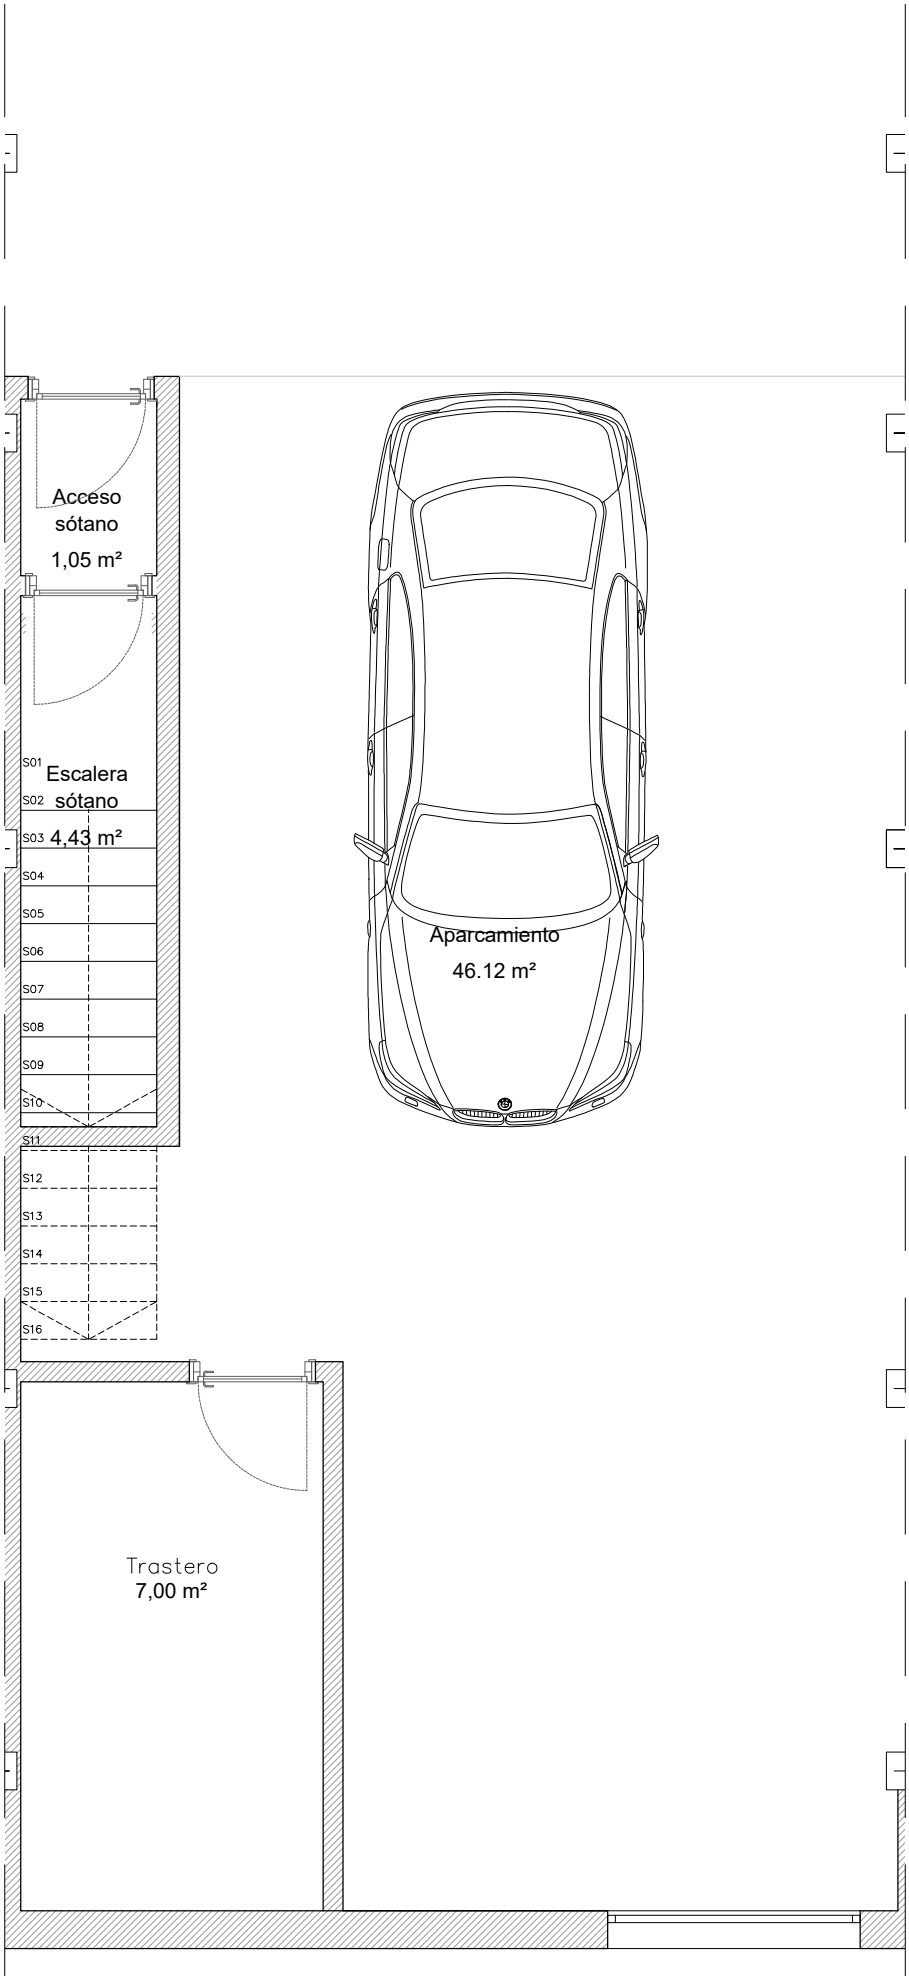 Acceso
sótano
1,05 m²
S01
Escalera
S02
sótano
S03
4,43 m²
S04
S05
Aparcamiento
S06
46.12 m²
S07
S08
S09
S10
S11
S12
S13
S14
S15
S16
Trastero
7,00 m²